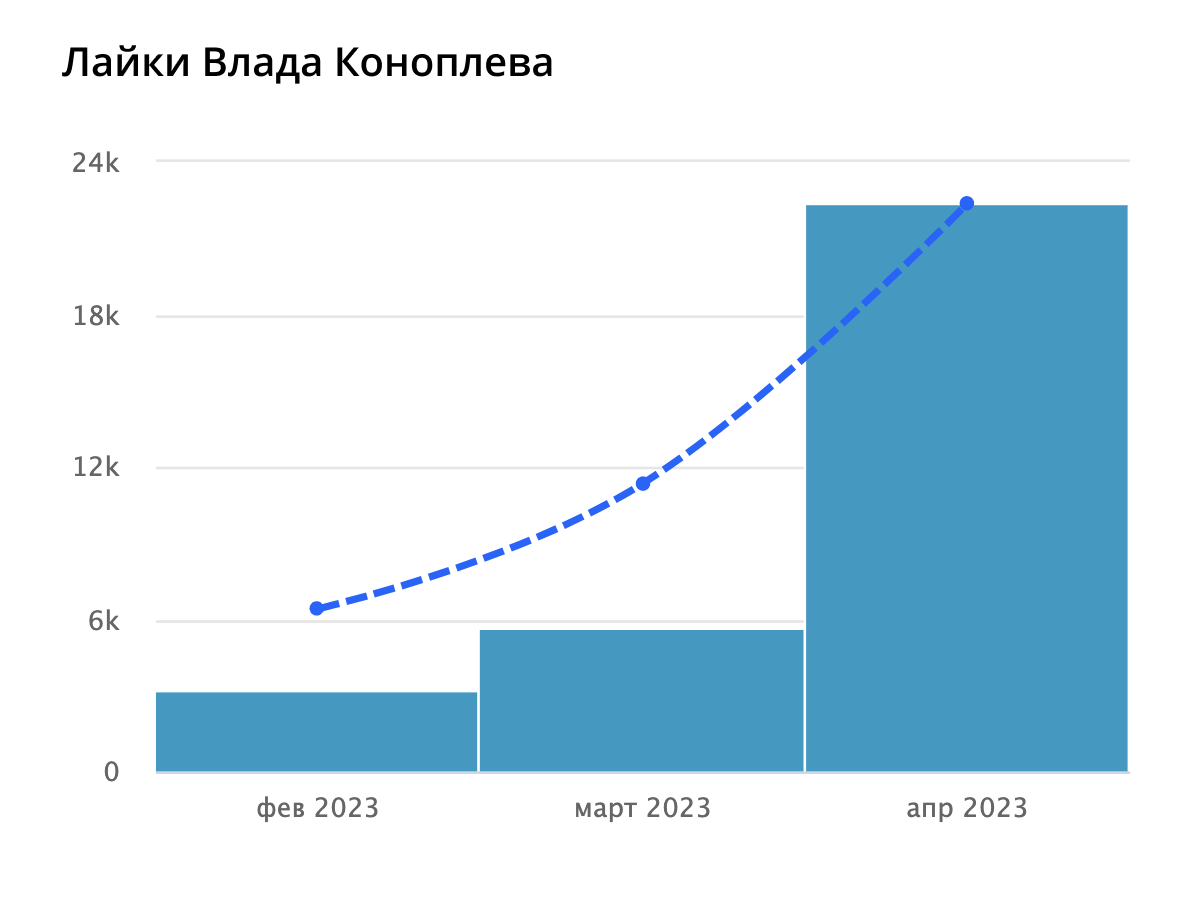 Лайки Влада Коноплева
24k
18k
12k
6k
0
фев 2023 март 2023 апр 2023